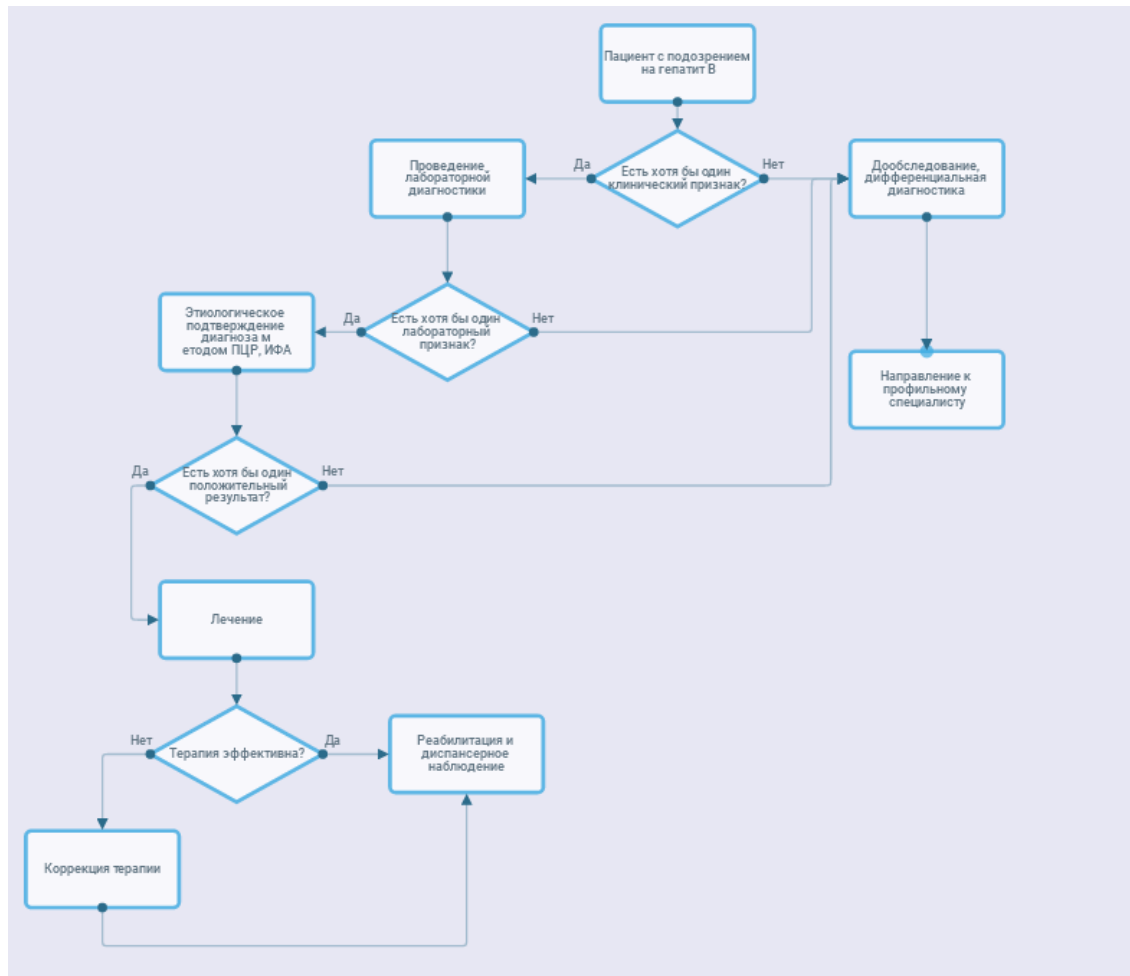 Пациент с подозрением
на гепатит В
Проведение
лабораторной
диагностики
Да
Есть хотя бы один
клинический признак?
Нет
Дообследование,
дифференциальная
диагностика
Этиологическое
подтверждение
диагноза м
етодом ПЦР, ИФА
Да
Есть хотя бы один
лабораторный
признак?
Нет
Направление к
профильному
специалисту
Да
Есть хотя бы один
положительный
результат?
Нет
Лечение
Нет
Терапия эффективна?
Да
Реабилитация и
диспансерное
наблюдение
Коррекция терапии